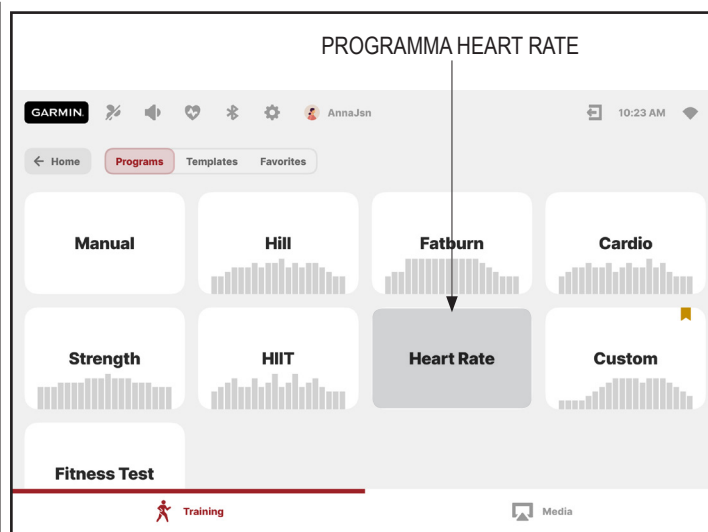 PROGRAMMA HEART RATE
GARMIN. AnnaJsn 10:23 AM
← Home Programs Templates Favorites
Manual Hill Fatburn Cardio
Strength HIIT Heart Rate Custom
Fitness Test
Training Media